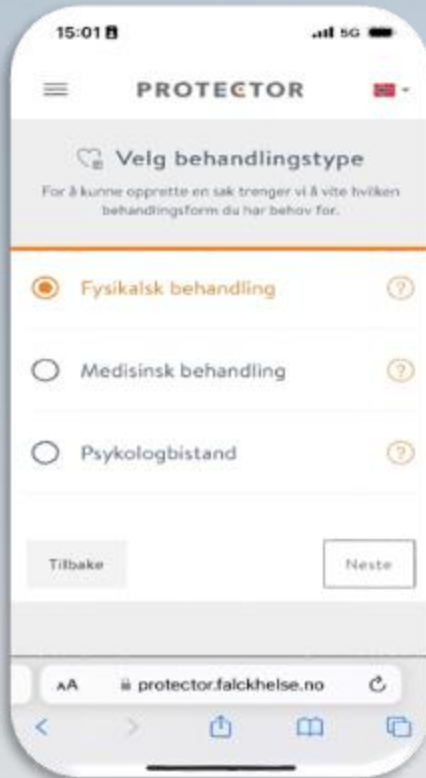 15:01
5G
PROTECTOR
Velg behandlingstype
For å kunne opprette en sak trenger vi å vite hvilken
behandlingsform du har behov for.
Fysikalsk behandling ?
Medisinsk behandling ?
Psykologbistand ?
Tilbake Neste
AA protector.falckhelse.no